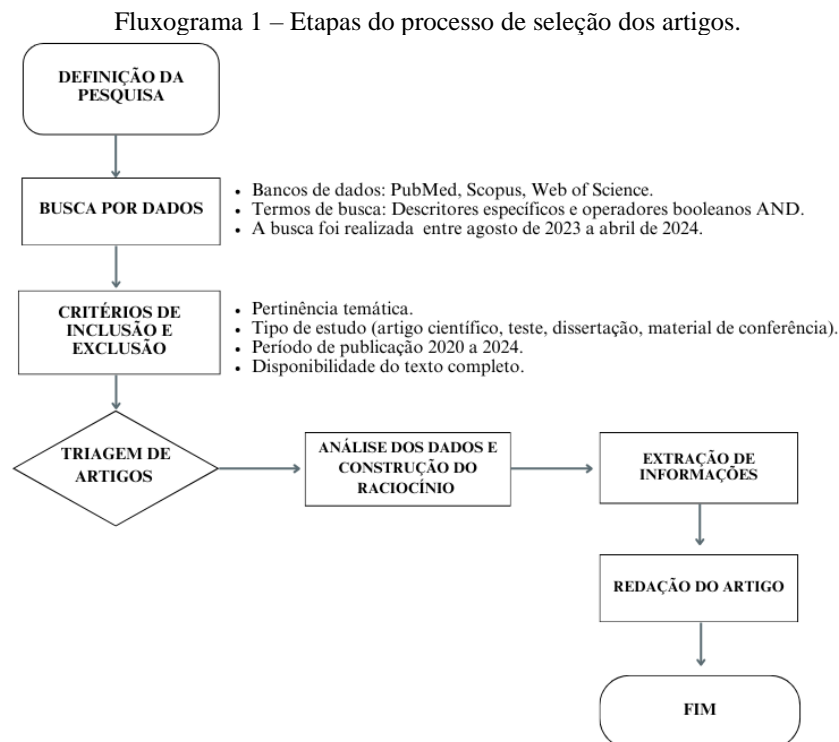 Fluxograma 1 – Etapas do processo de seleção dos artigos.
DEFINIÇÃO DA
PESQUISA
BUSCA POR DADOS
• Bancos de dados: PubMed, Scopus, Web of Science.
• Termos de busca: Descritores específicos e operadores booleanos AND.
• A busca foi realizada entre agosto de 2023 a abril de 2024.
CRITÉRIOS DE
INCLUSÃO E
EXCLUSÃO
• Pertinência temática.
• Tipo de estudo (artigo científico, teste, dissertação, material de conferência).
• Período de publicação 2020 a 2024.
• Disponibilidade do texto completo.
TRIAGEM DE
ARTIGOS
ANÁLISE DOS DADOS E
CONSTRUÇÃO DO
RACIOCÍNIO
EXTRAÇÃO DE
INFORMAÇÕES
REDAÇÃO DO ARTIGO
FIM